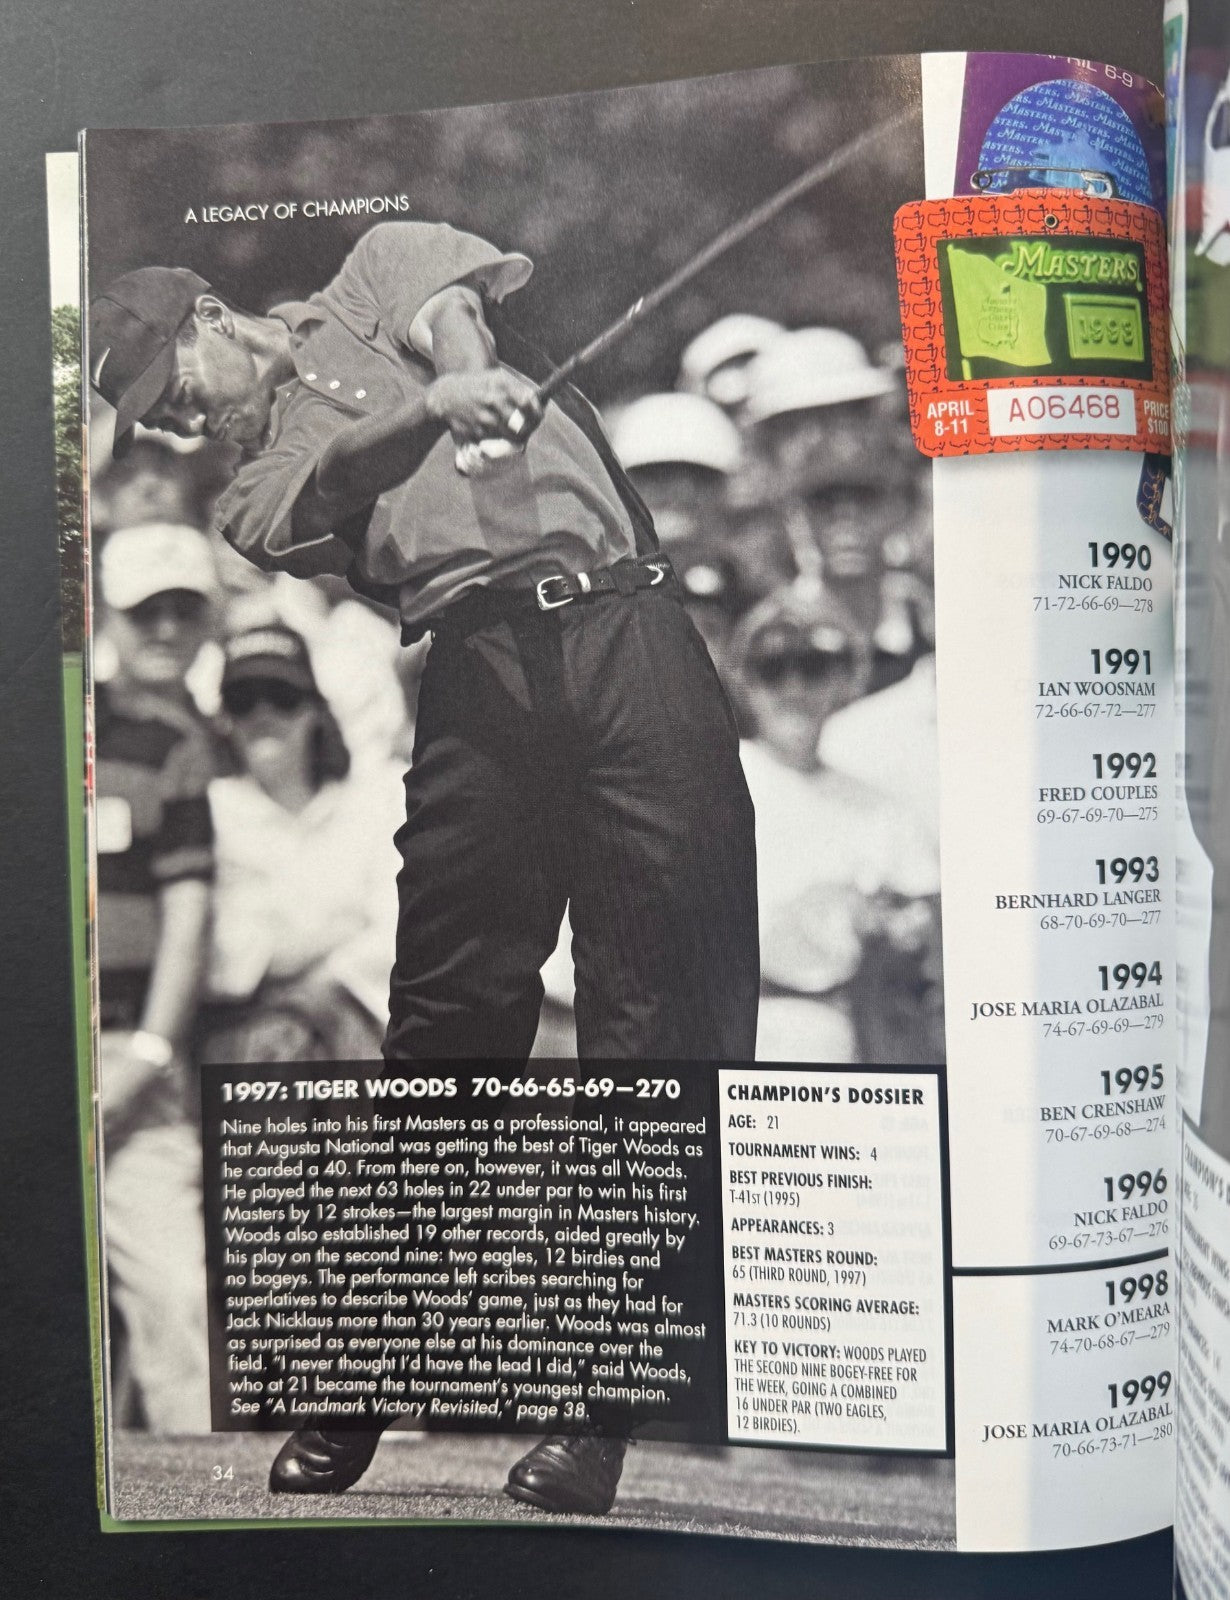 A LEGACY OF CHAMPIONS
APRIL 6-9
MASTERS
1993
APRIL
8-11
A06468
PRICE
$100
1990
NICK FALDO
71-72-66-69—278
1991
IAN WOOSNAM
72-66-67-72—277
1992
FRED COUPLES
69-67-69-70—275
1993
BERNHARD LANGER
68-70-69-70—277
1994
JOSE MARIA OLAZABAL
74-67-69-69—279
1995
BEN CRENSHAW
70-67-69-68—274
1996
NICK FALDO
69-67-73-67—276
1998
MARK O'MEARA
74-70-68-67—279
1999
JOSE MARIA OLAZABAL
70-66-73-71—280
1997: TIGER WOODS 70-66-65-69—270
Nine holes into his first Masters as a professional, it appeared
that Augusta National was getting the best of Tiger Woods as
he carded a 40. From there on, however, it was all Woods.
He played the next 63 holes in 22 under par to win his first
Masters by 12 strokes—the largest margin in Masters history.
Woods also established 19 other records, aided greatly by
his play on the second nine: two eagles, 12 birdies and
no bogeys. The performance left scribes searching for
superlatives to describe Woods' game, just as they had for
Jack Nicklaus more than 30 years earlier. Woods was almost
as surprised as everyone else at his dominance over the
field. "I never thought I'd have the lead I did," said Woods,
who at 21 became the tournament's youngest champion.
See "A Landmark Victory Revisited," page 38.
CHAMPION'S DOSSIER
AGE: 21
TOURNAMENT WINS: 4
BEST PREVIOUS FINISH:
T-41ST (1995)
APPEARANCES: 3
BEST MASTERS ROUND:
65 (THIRD ROUND, 1997)
MASTERS SCORING AVERAGE:
71.3 (10 ROUNDS)
KEY TO VICTORY: WOODS PLAYED
THE SECOND NINE BOGEY-FREE FOR
THE WEEK, GOING A COMBINED
16 UNDER PAR (TWO EAGLES,
12 BIRDIES).
34